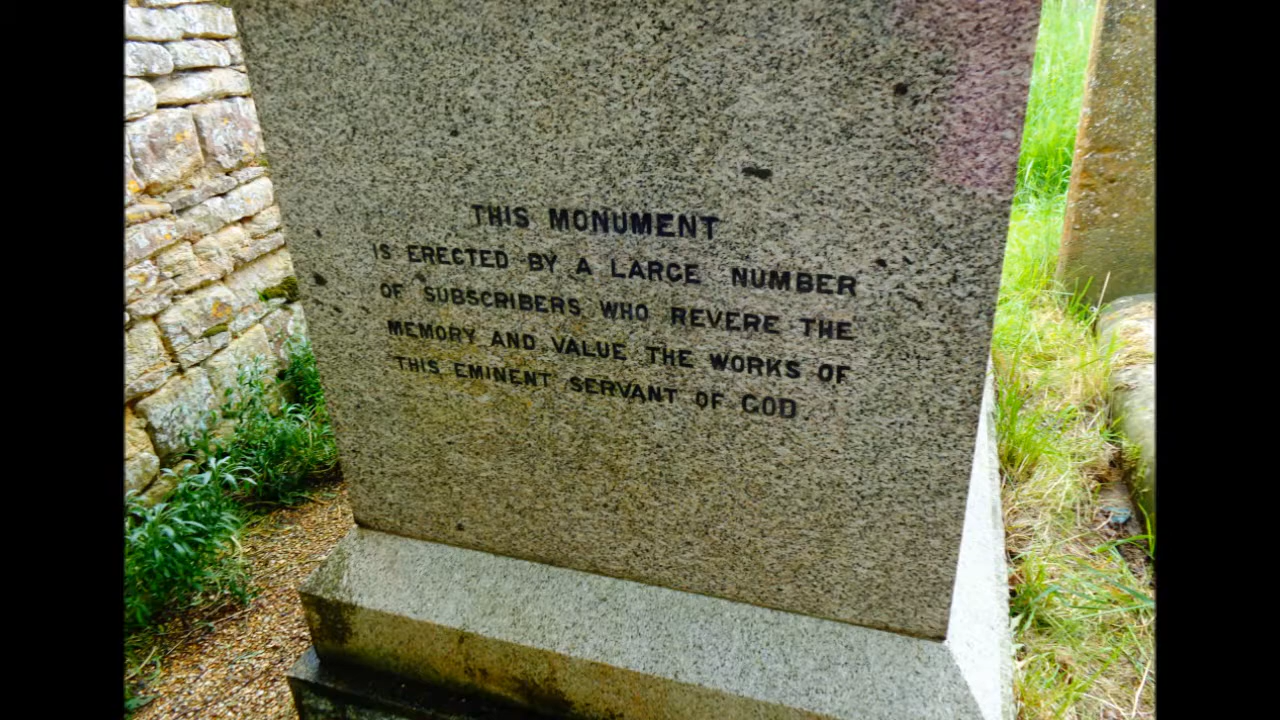 THIS MONUMENT
IS ERECTED BY A LARGE NUMBER
OF SUBSCRIBERS WHO REVERE THE
MEMORY AND VALUE THE WORKS OF
THIS EMINENT SERVANT OF GOD.